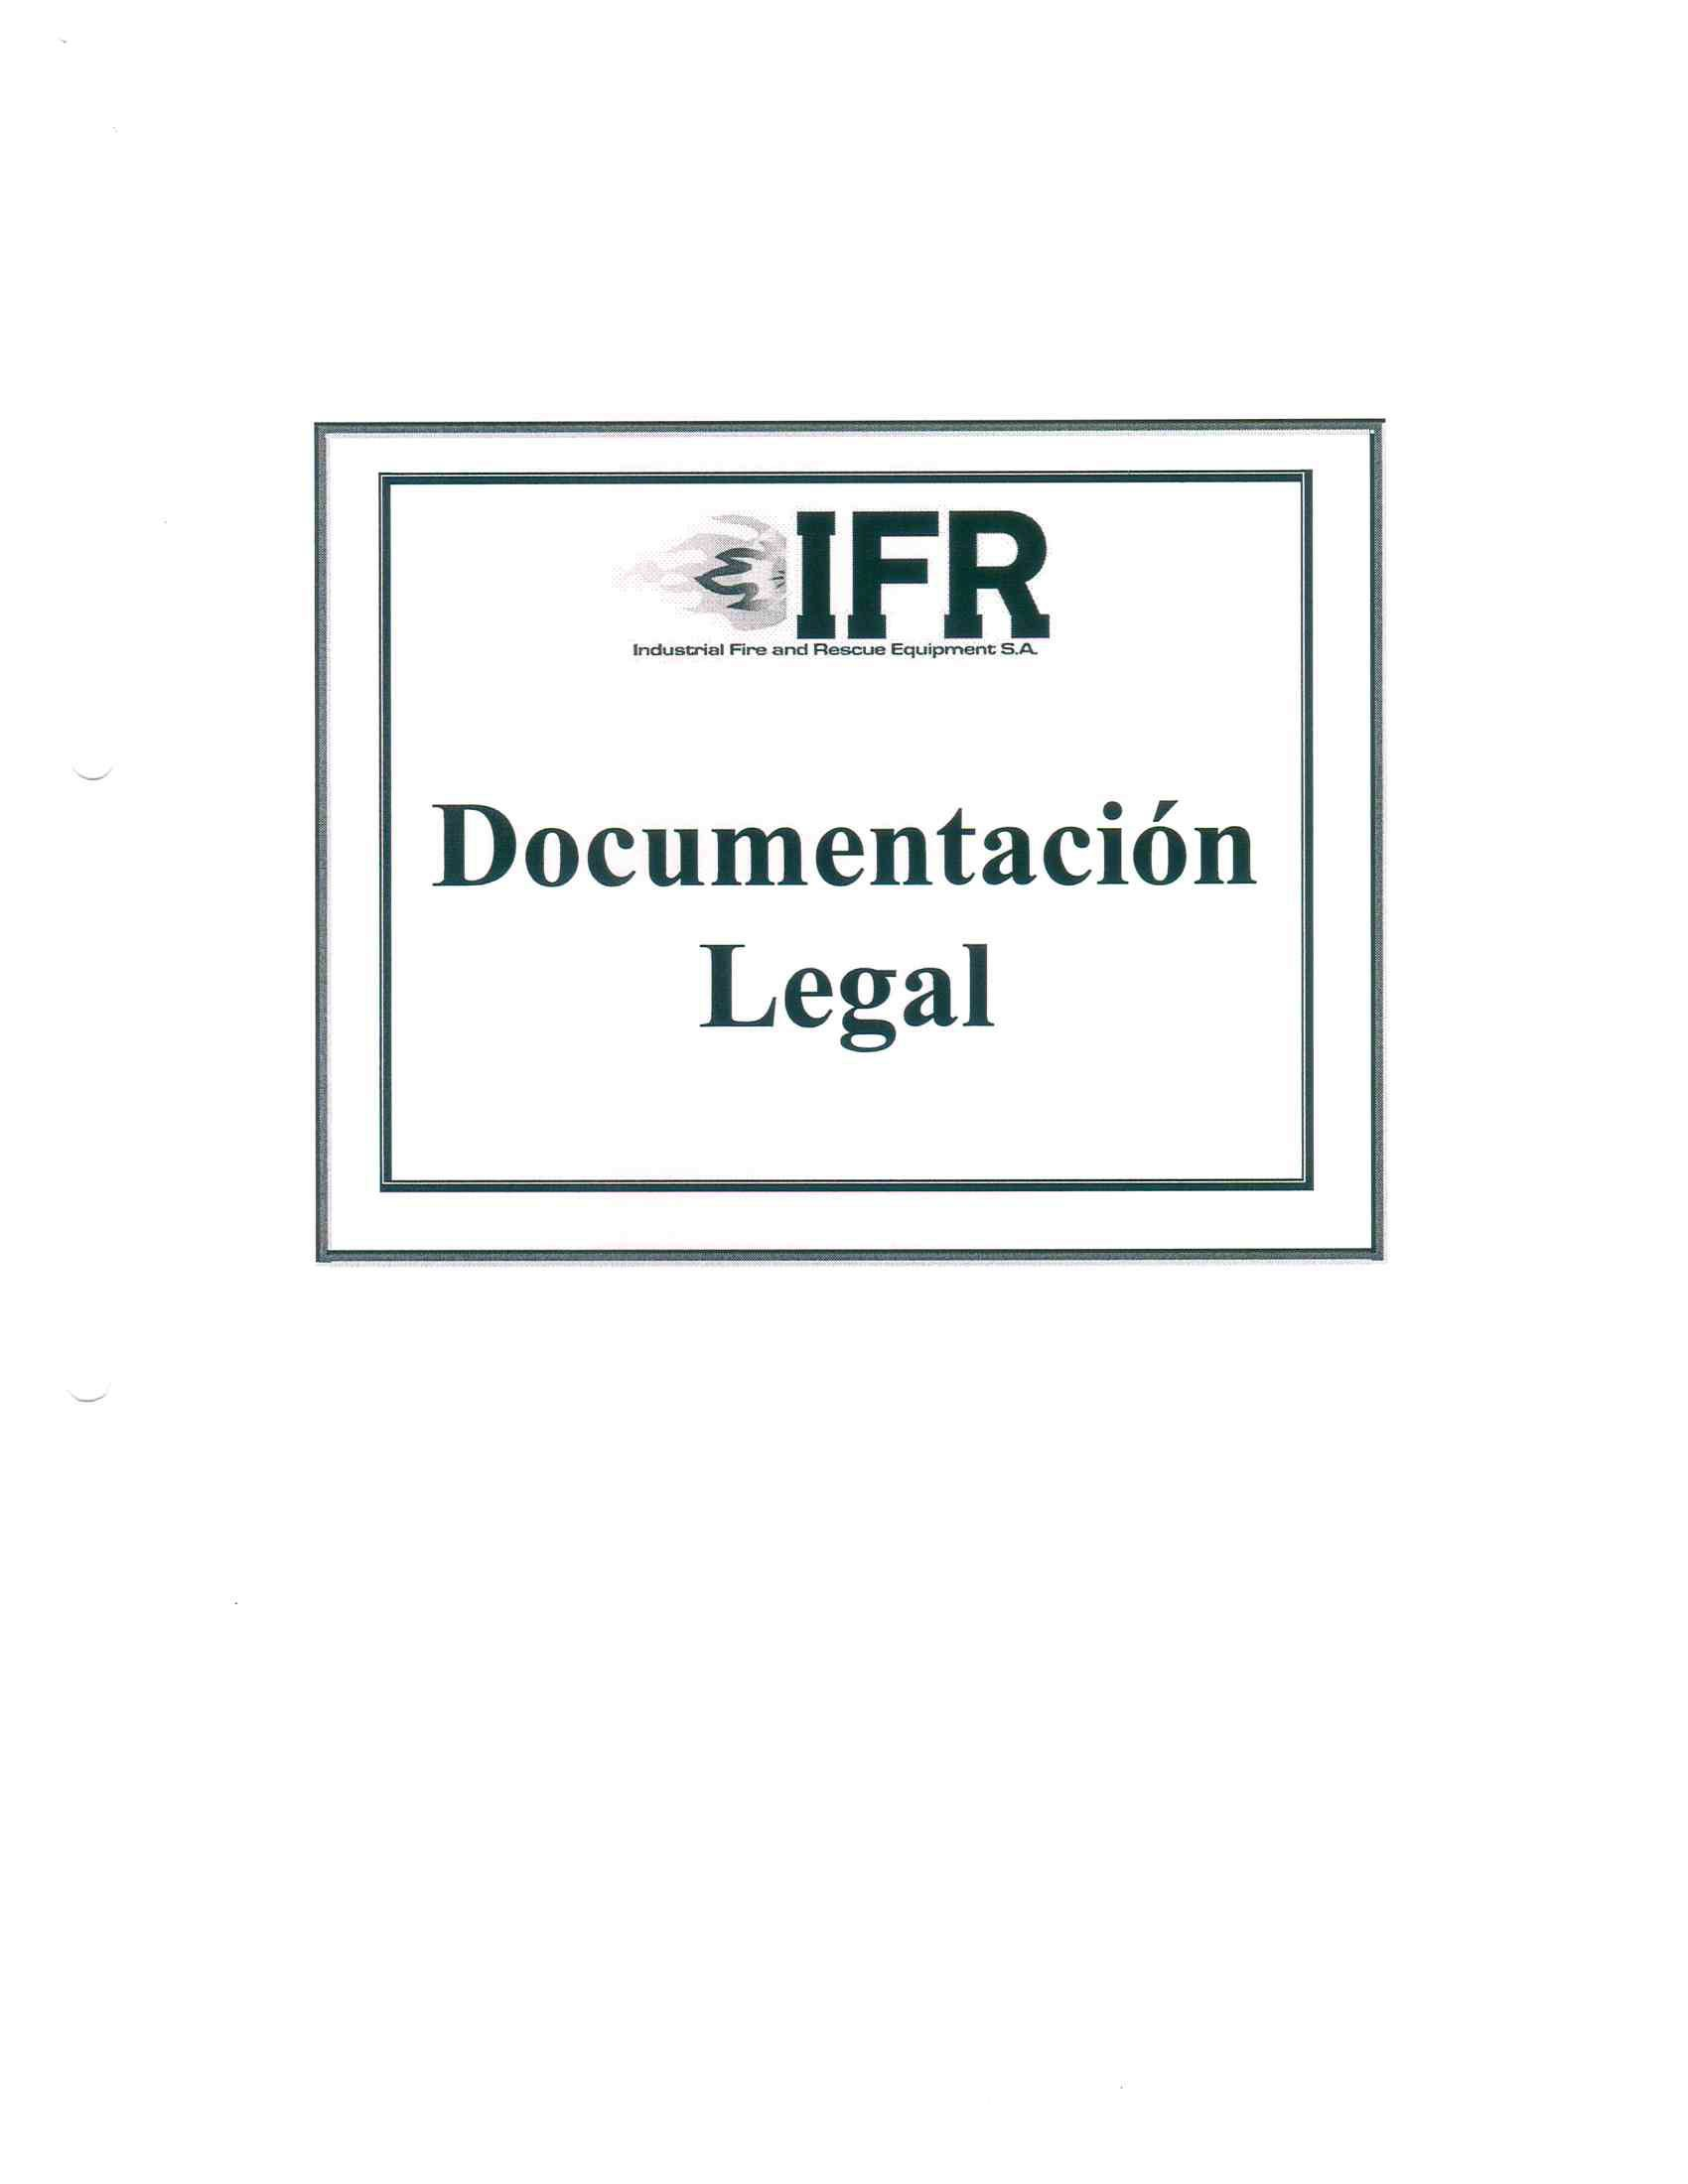 IFR
Industrial Fire and Rescue Equipment S.A.
Documentación
Legal